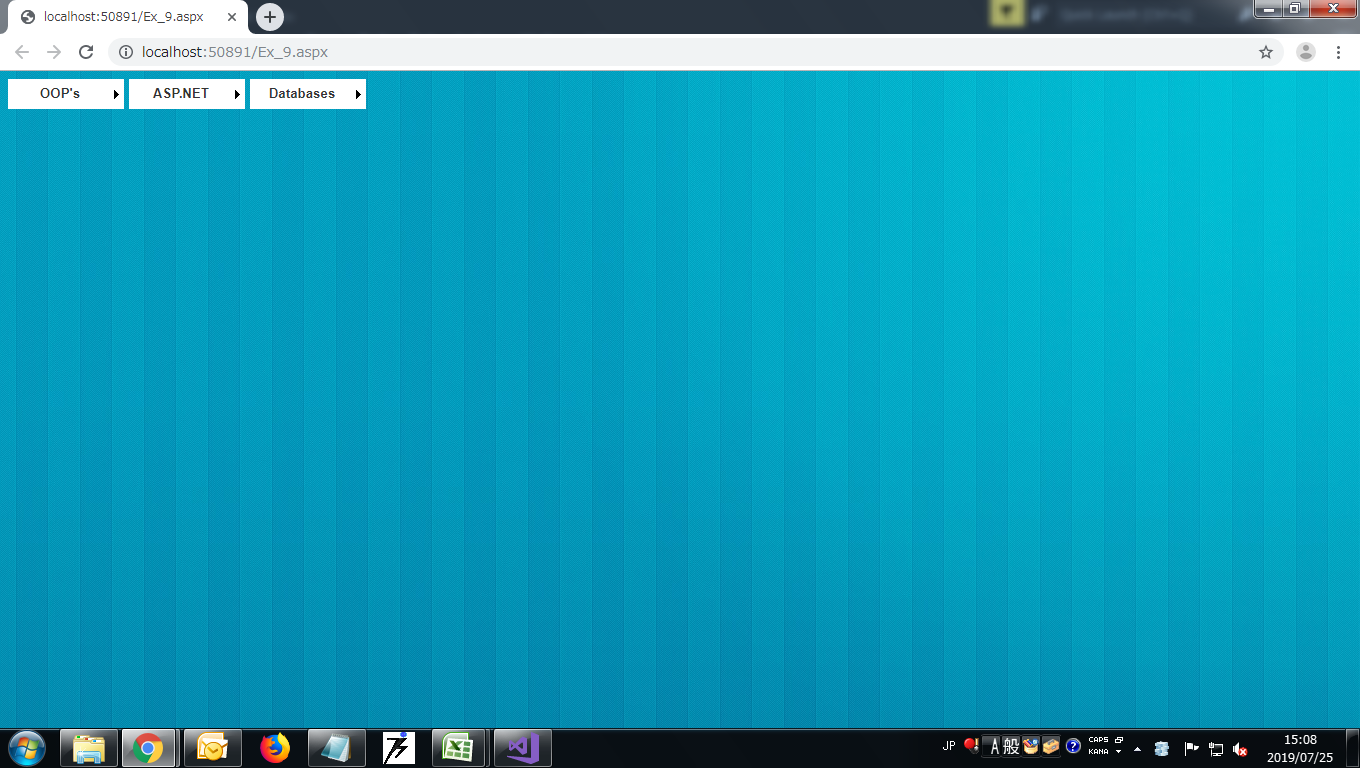 localhost:50891/Ex_9.aspx
localhost:50891/Ex_9.aspx
OOP's
ASP.NET
Databases
JP
A 般
CAPS
KANA
15:08
2019/07/25